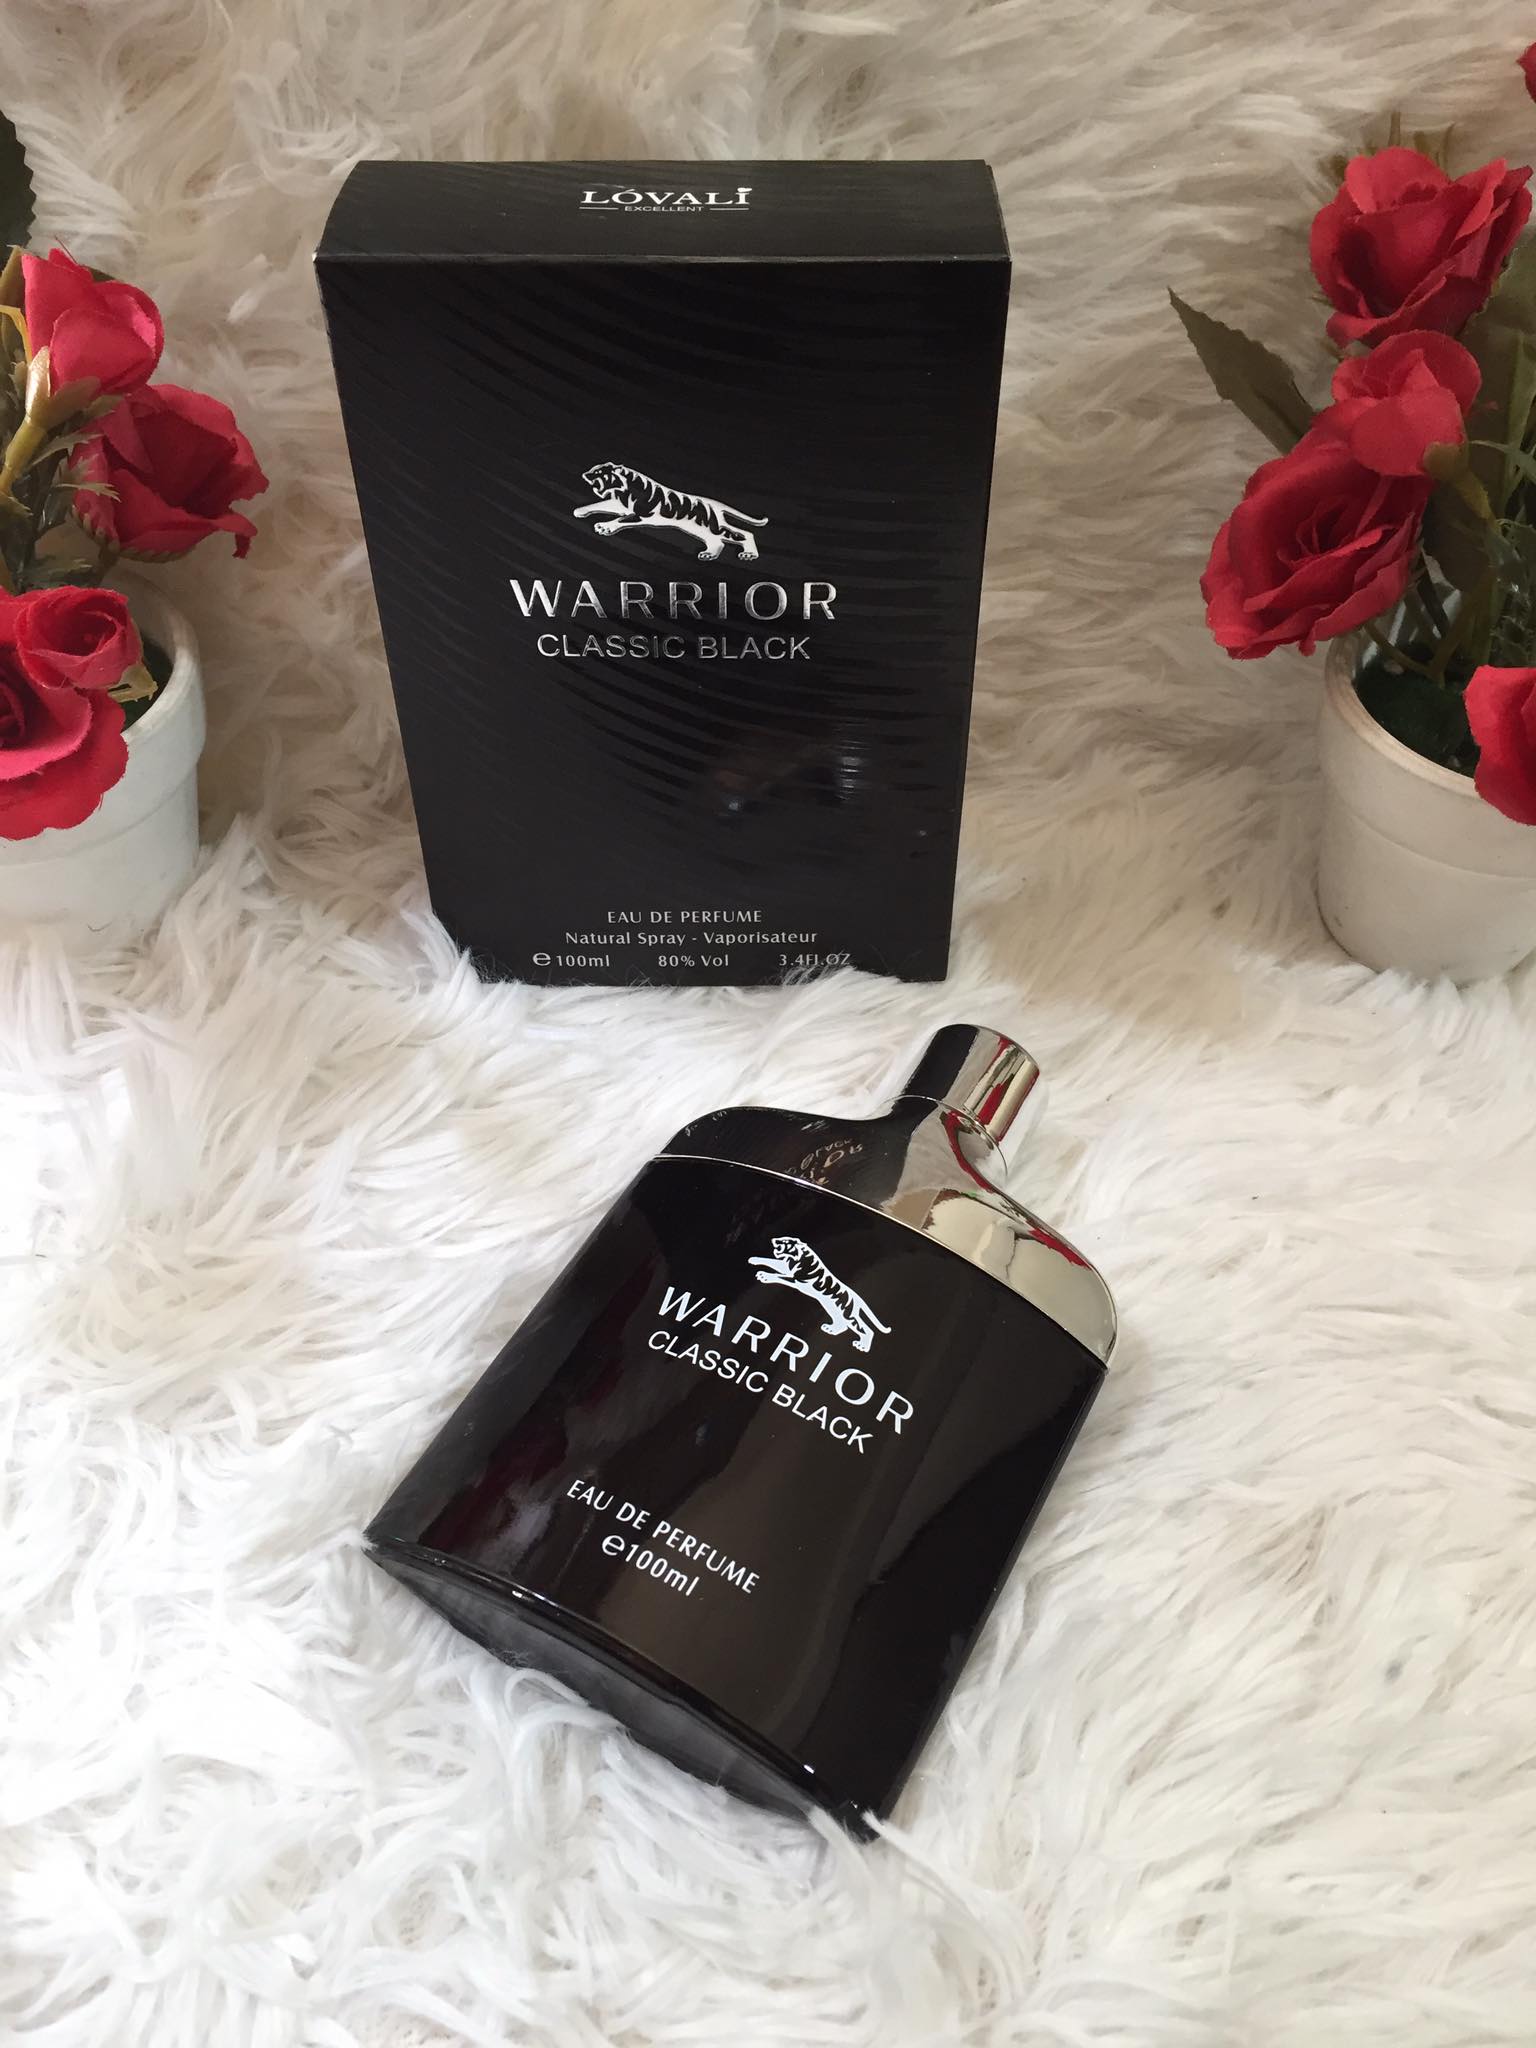 LÓVALİ
EXCELLENT
WARRIOR
CLASSIC BLACK
EAU DE PERFUME
Natural Spray - Vaporisateur
℮100ml 80% Vol 3.4FL.OZ
WARRIOR
CLASSIC BLACK
EAU DE PERFUME
℮100ml